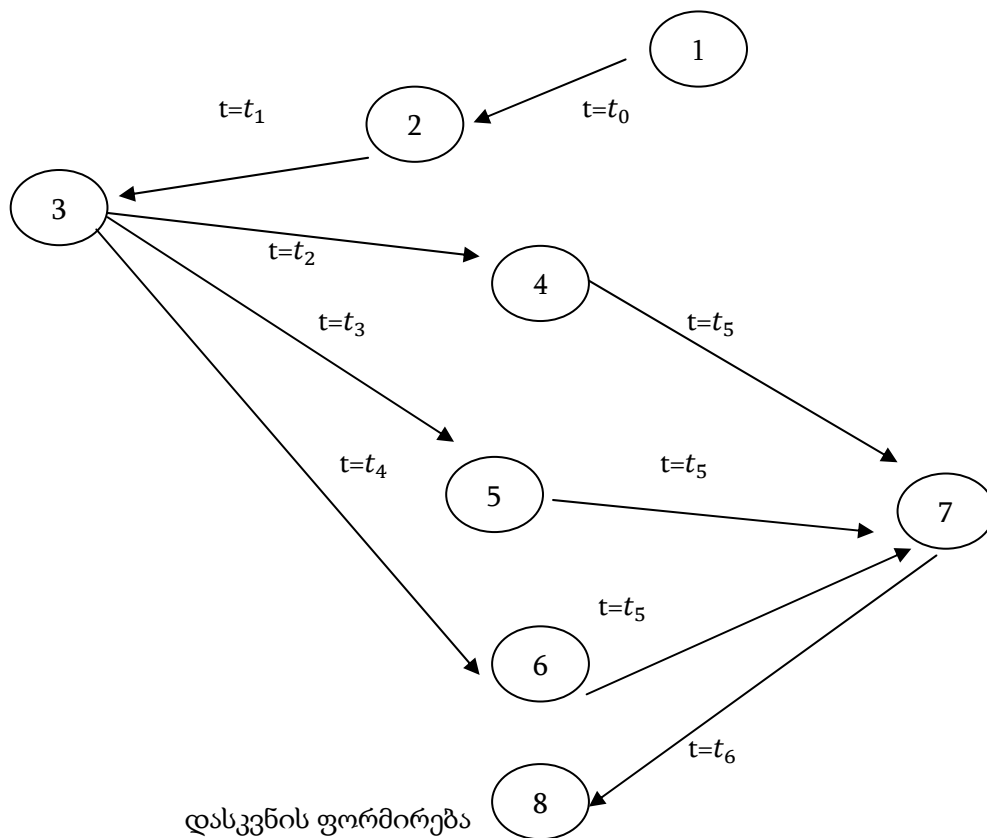 1
t=t₀
t=t₁
2
3
t=t₂
4
t=t₃
t=t₅
t=t₄
t=t₅
5
7
t=t₅
6
t=t₆
8
დასკვნის ფორმირება